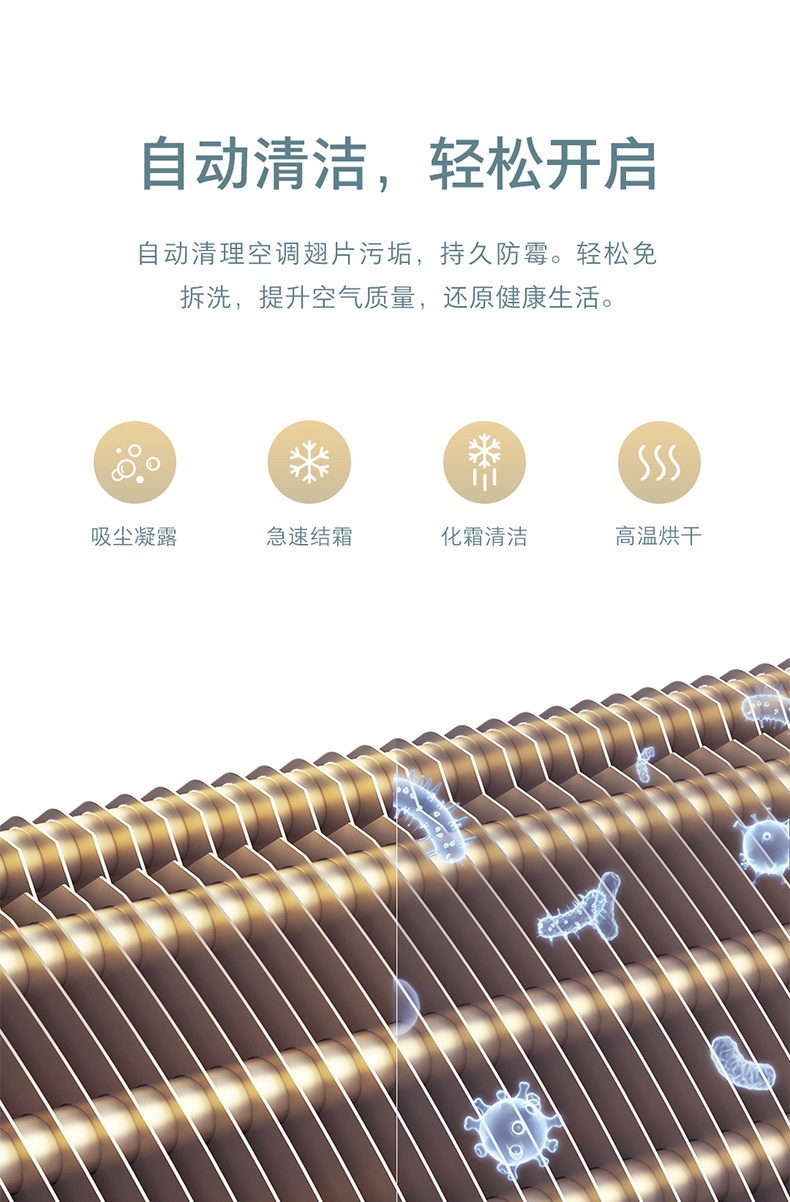 自动清洁，轻松开启
自动清理空调翅片污垢，持久防霉。轻松免
拆洗，提升空气质量，还原健康生活。
吸尘凝露
急速结霜
化霜清洁
高温烘干